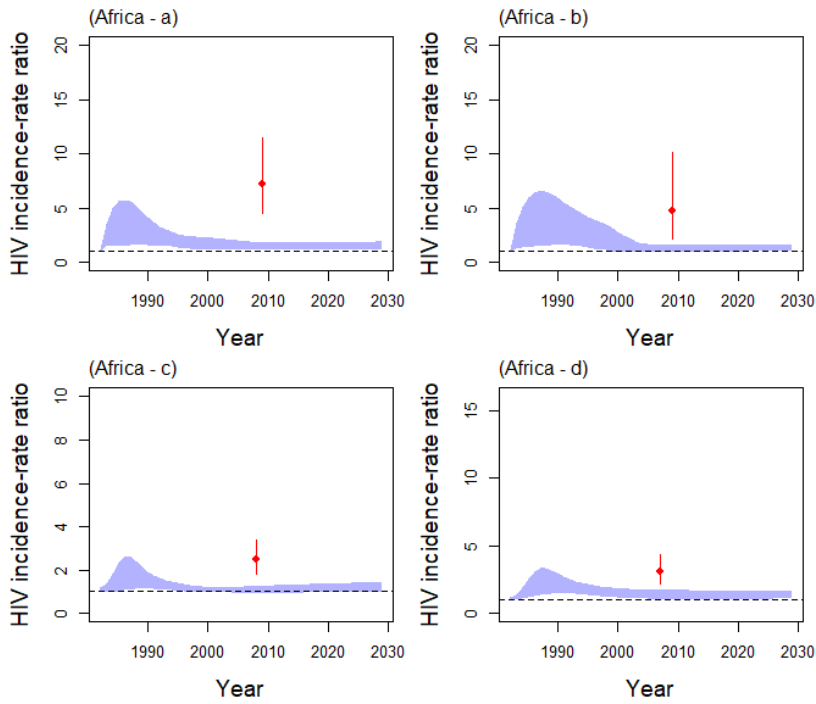 (Africa - a)
HIV incidence-rate ratio
20
15
10
5
0
1990 2000 2010 2020 2030
Year
(Africa - b)
HIV incidence-rate ratio
20
15
10
5
0
1990 2000 2010 2020 2030
Year
(Africa - c)
HIV incidence-rate ratio
10
8
6
4
2
0
1990 2000 2010 2020 2030
Year
(Africa - d)
HIV incidence-rate ratio
15
10
5
0
1990 2000 2010 2020 2030
Year